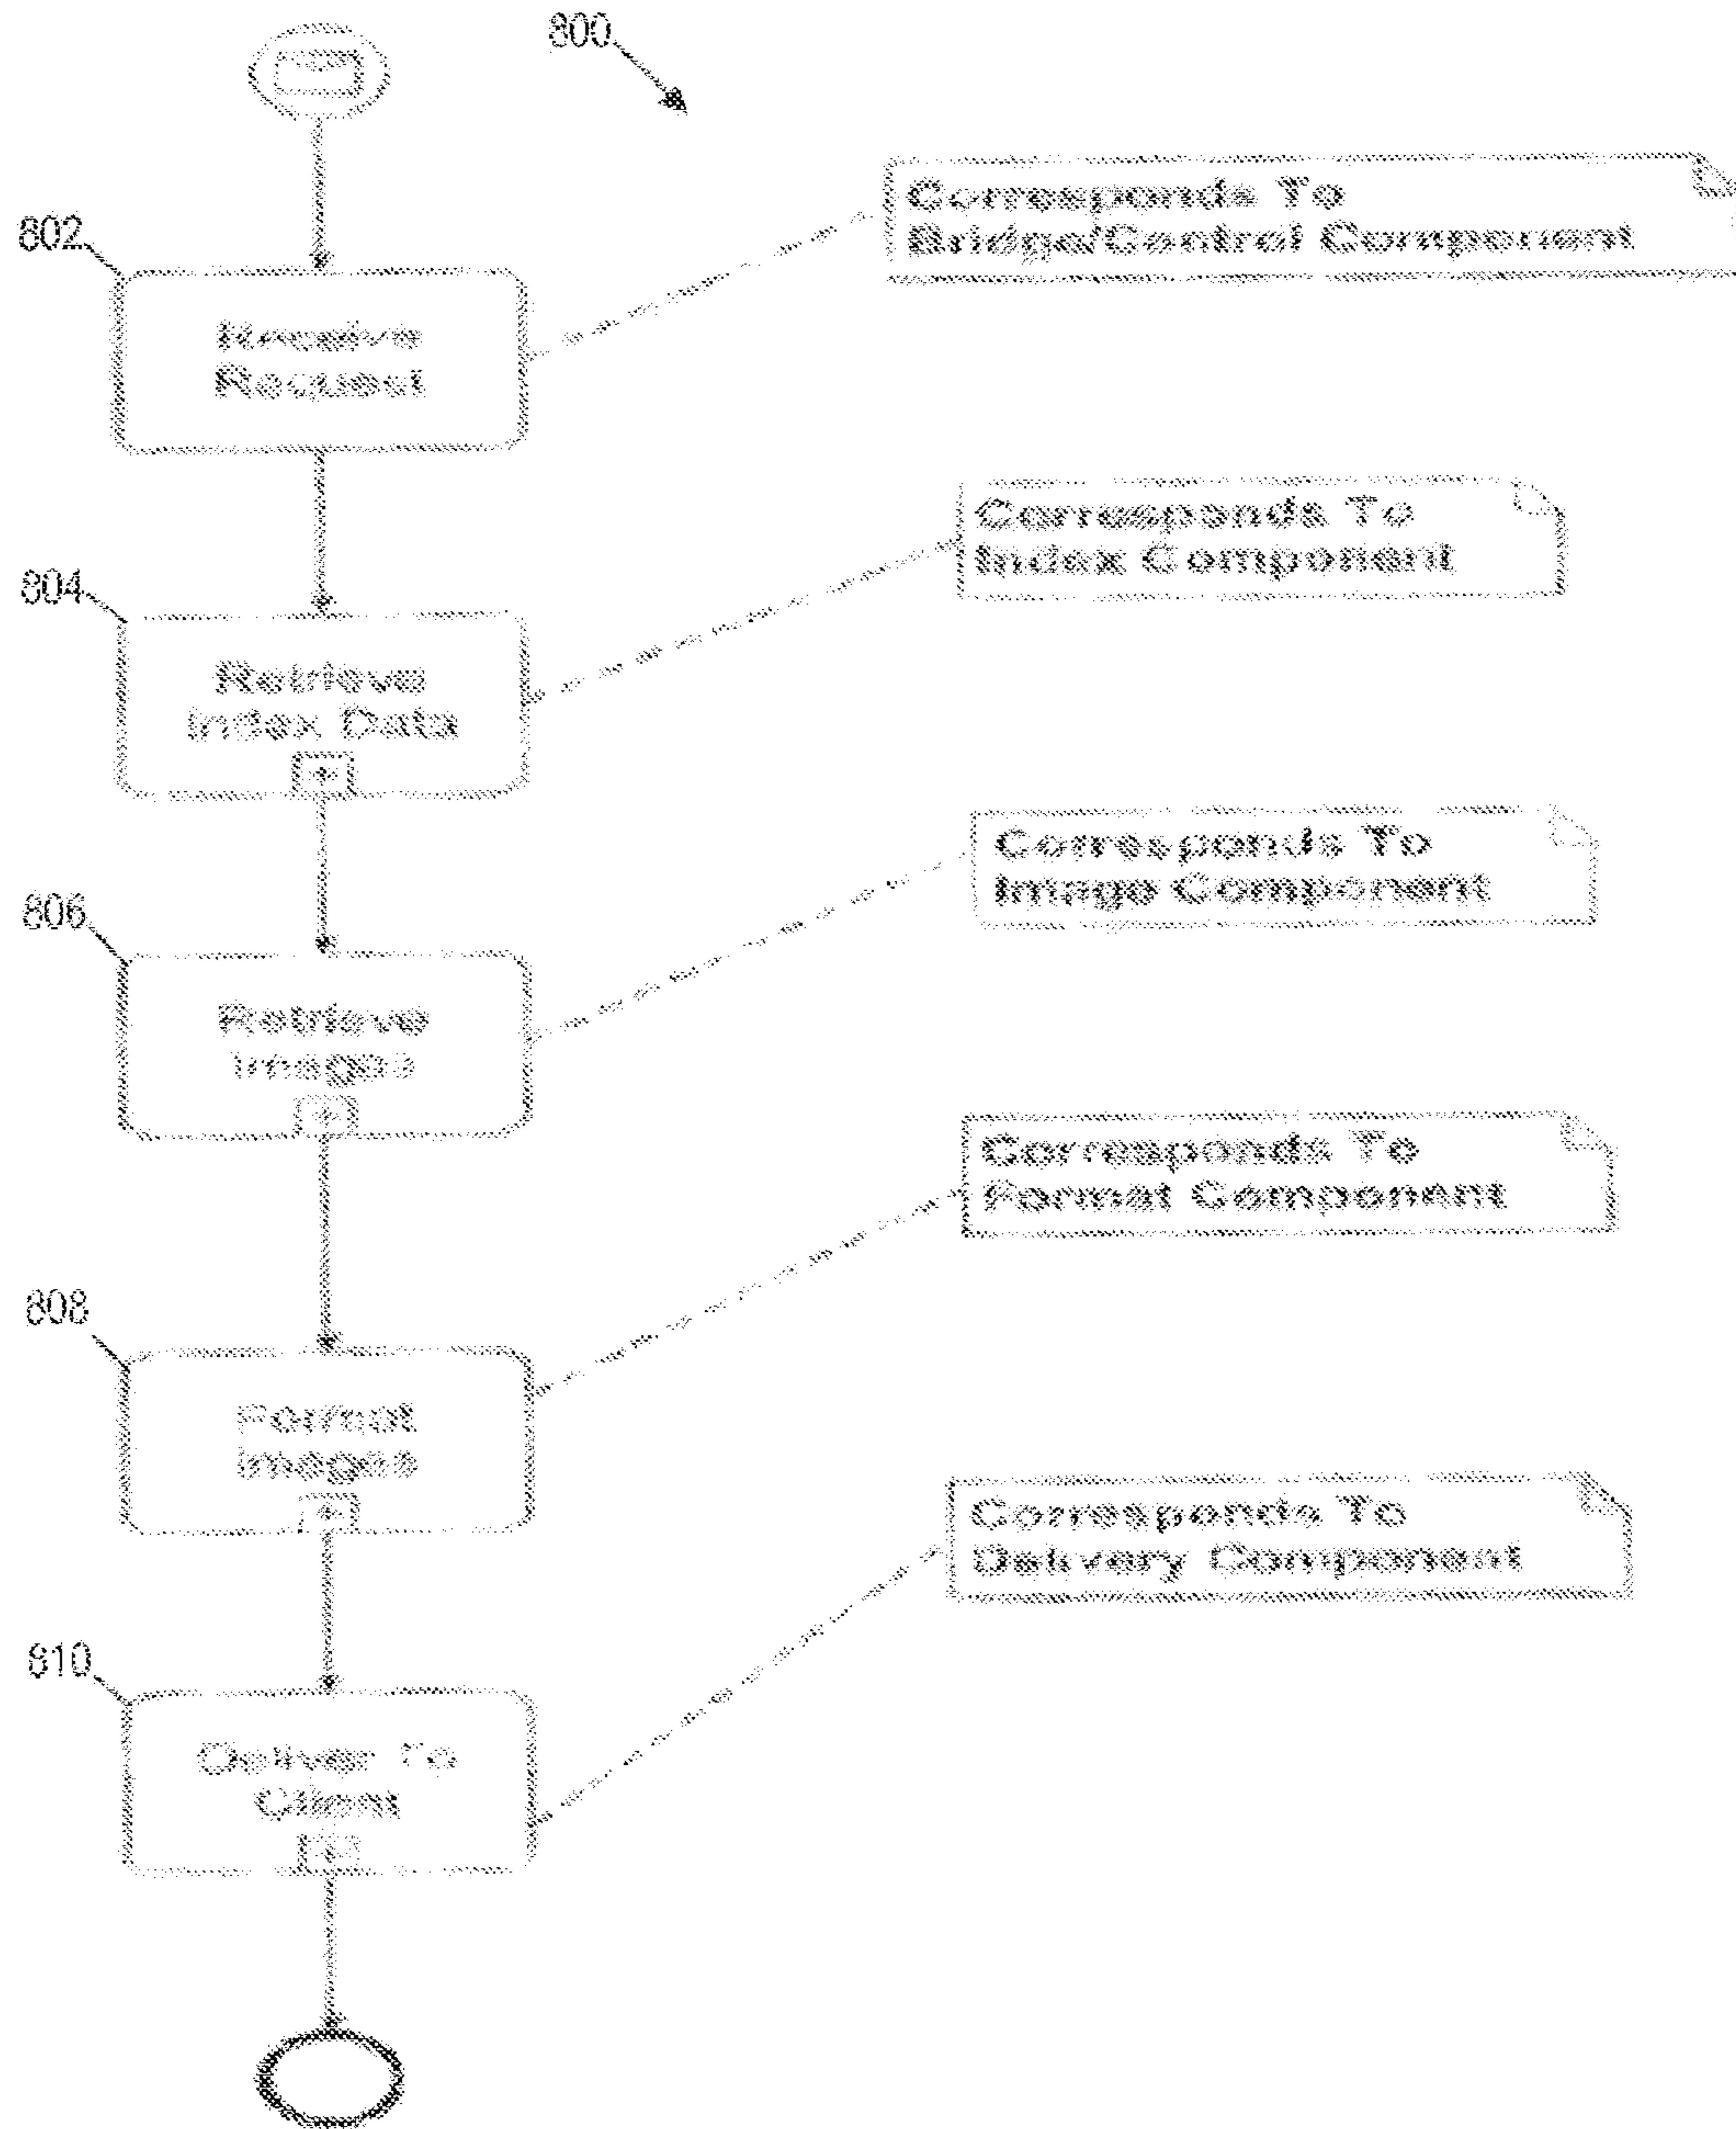 800
802
Receive
Request
Corresponds To
Bridge/Control Component
804
Retrieve
Index Data
Corresponds To
Index Component
806
Retrieve
Images
Corresponds To
Image Component
808
Format
Images
Corresponds To
Format Component
810
Deliver To
Client
Corresponds To
Delivery Component